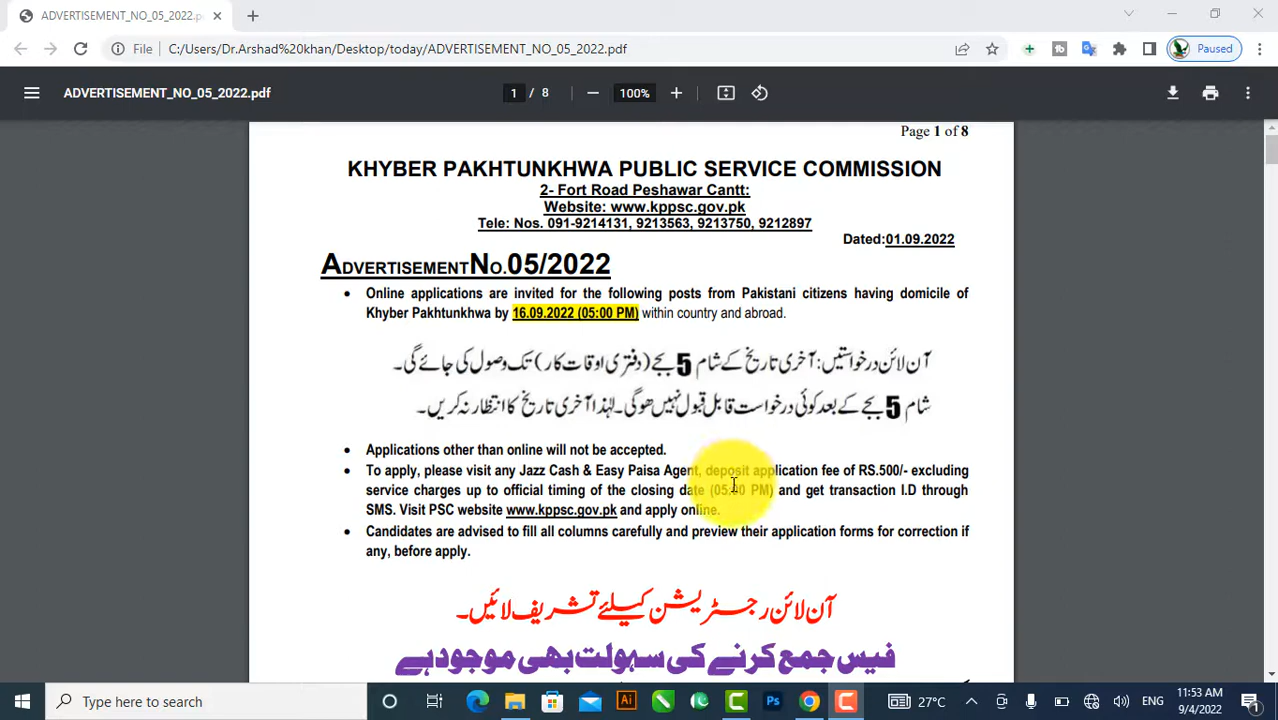 ADVERTISEMENT_NO_05_2022.pd
File
C:/Users/Dr.Arshad%20khan/Desktop/today/ADVERTISEMENT_NO_05_2022.pdf
Paused
ADVERTISEMENT_NO_05_2022.pdf
1 / 8
100%
Page 1 of 8
KHYBER PAKHTUNKHWA PUBLIC SERVICE COMMISSION
2- Fort Road Peshawar Cantt:
Website: www.kppsc.gov.pk
Tele: Nos. 091-9214131, 9213563, 9213750, 9212897
Dated:01.09.2022
ADVERTISEMENTNO.05/2022
• Online applications are invited for the following posts from Pakistani citizens having domicile of
Khyber Pakhtunkhwa by 16.09.2022 (05:00 PM) within country and abroad.
آن لائن درخواستیں: آخری تاریخ کے شام 5 بجے (دفتری اوقات کار) تک وصول کی جائے گی۔
شام 5 بجے کے بعد کوئی درخواست قابل قبول نہیں ھوگی۔ لہٰذا آخری تاریخ کا انتظار نہ کریں۔
• Applications other than online will not be accepted.
• To apply, please visit any Jazz Cash & Easy Paisa Agent, deposit application fee of RS.500/- excluding
service charges up to official timing of the closing date (05:00 PM) and get transaction I.D through
SMS. Visit PSC website www.kppsc.gov.pk and apply online.
• Candidates are advised to fill all columns carefully and preview their application forms for correction if
any, before apply.
آن لائن رجسٹریشن کیلئے تشریف لائیں۔
فیس جمع کرنے کی سہولت بھی موجود ہے
Type here to search
Ai
Ps
27°C
ENG
11:53 AM
9/4/2022
1